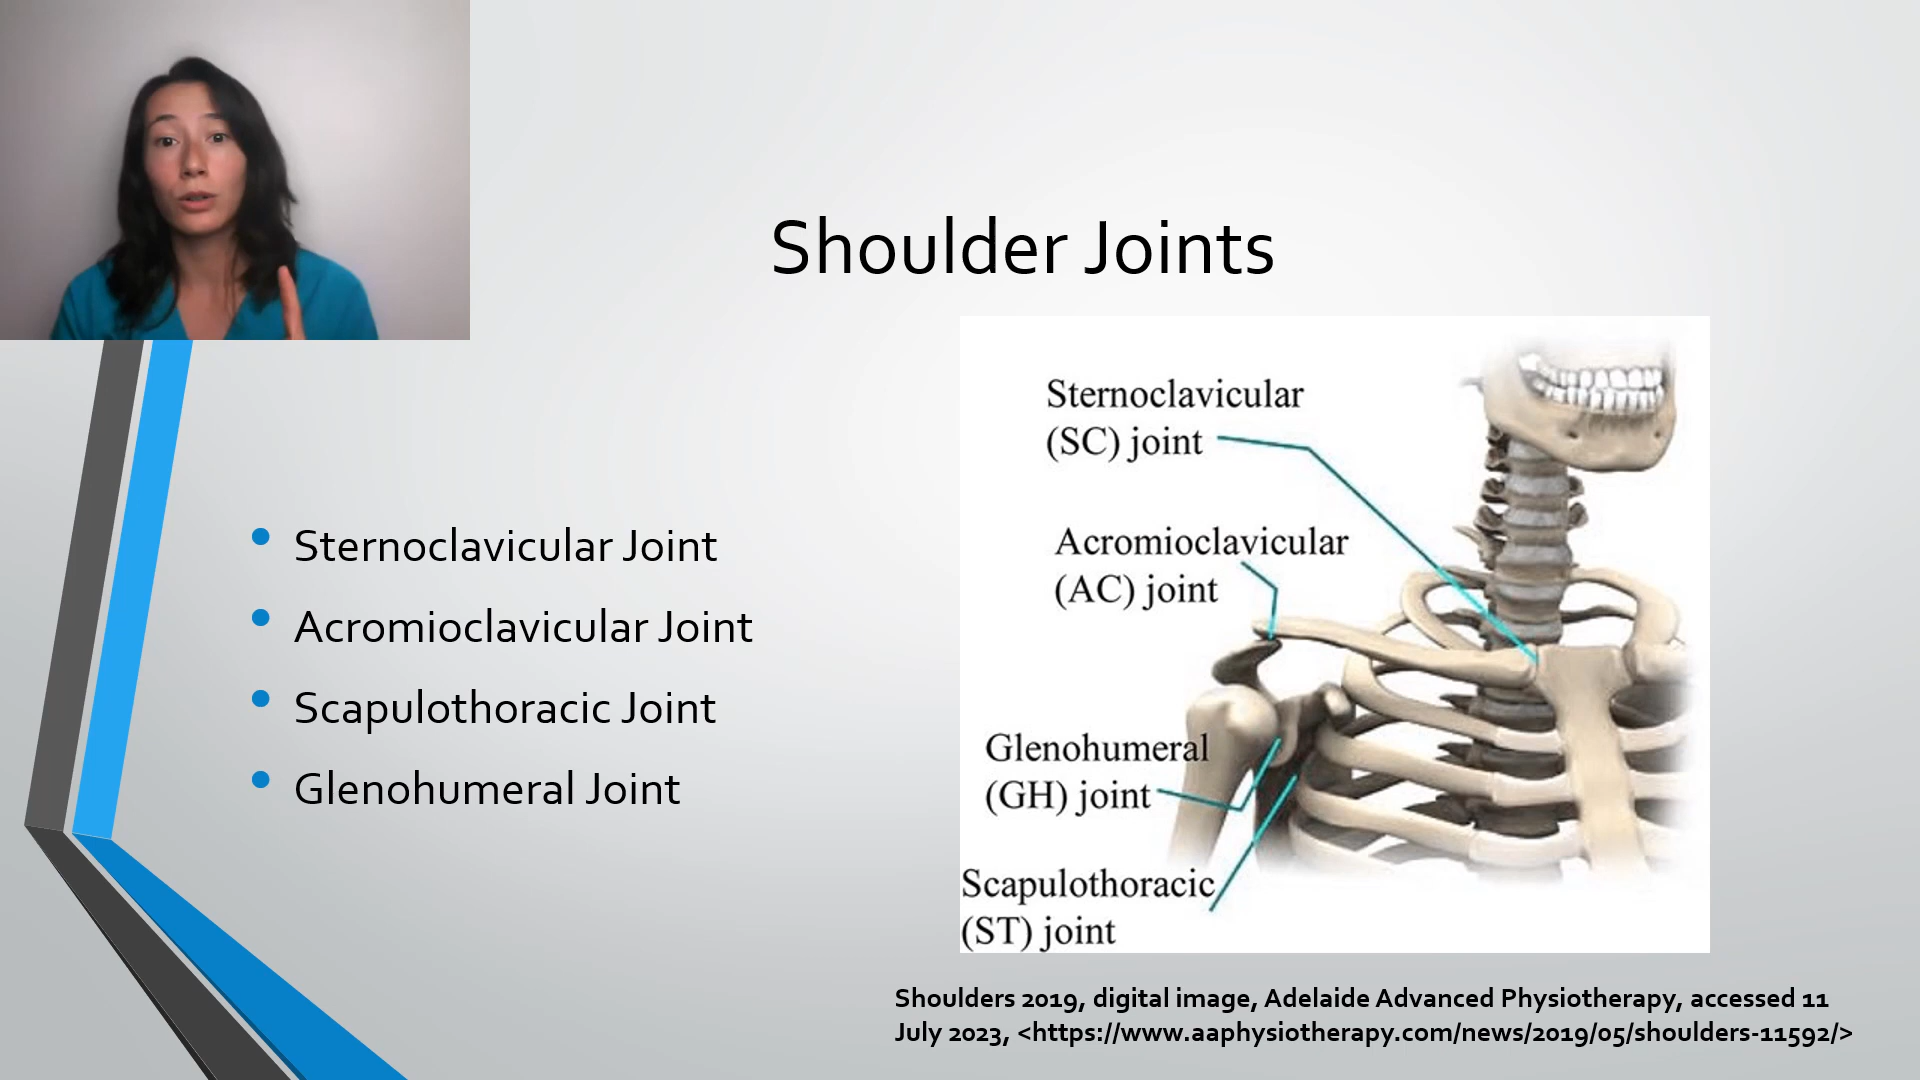 Shoulder Joints
Sternoclavicular Joint
Acromioclavicular Joint
Scapulothoracic Joint
Glenohumeral Joint
Sternoclavicular
(SC) joint
Acromioclavicular
(AC) joint
Glenohumeral
(GH) joint
Scapulothoracic
(ST) joint
Shoulders 2019, digital image, Adelaide Advanced Physiotherapy, accessed 11
July 2023, <https://www.aaphysiotherapy.com/news/2019/05/shoulders-11592/>